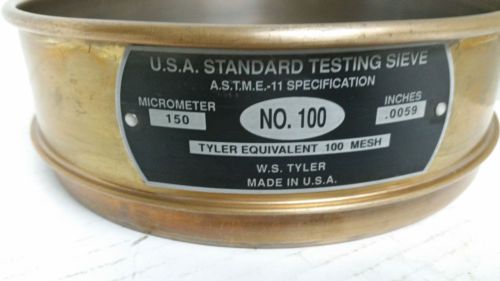 U.S.A. STANDARD TESTING SIEVE
A.S.T.M.E.-11 SPECIFICATION
MICROMETER
150
NO. 100
INCHES
.0059
TYLER EQUIVALENT 100 MESH
W.S. TYLER
MADE IN U.S.A.